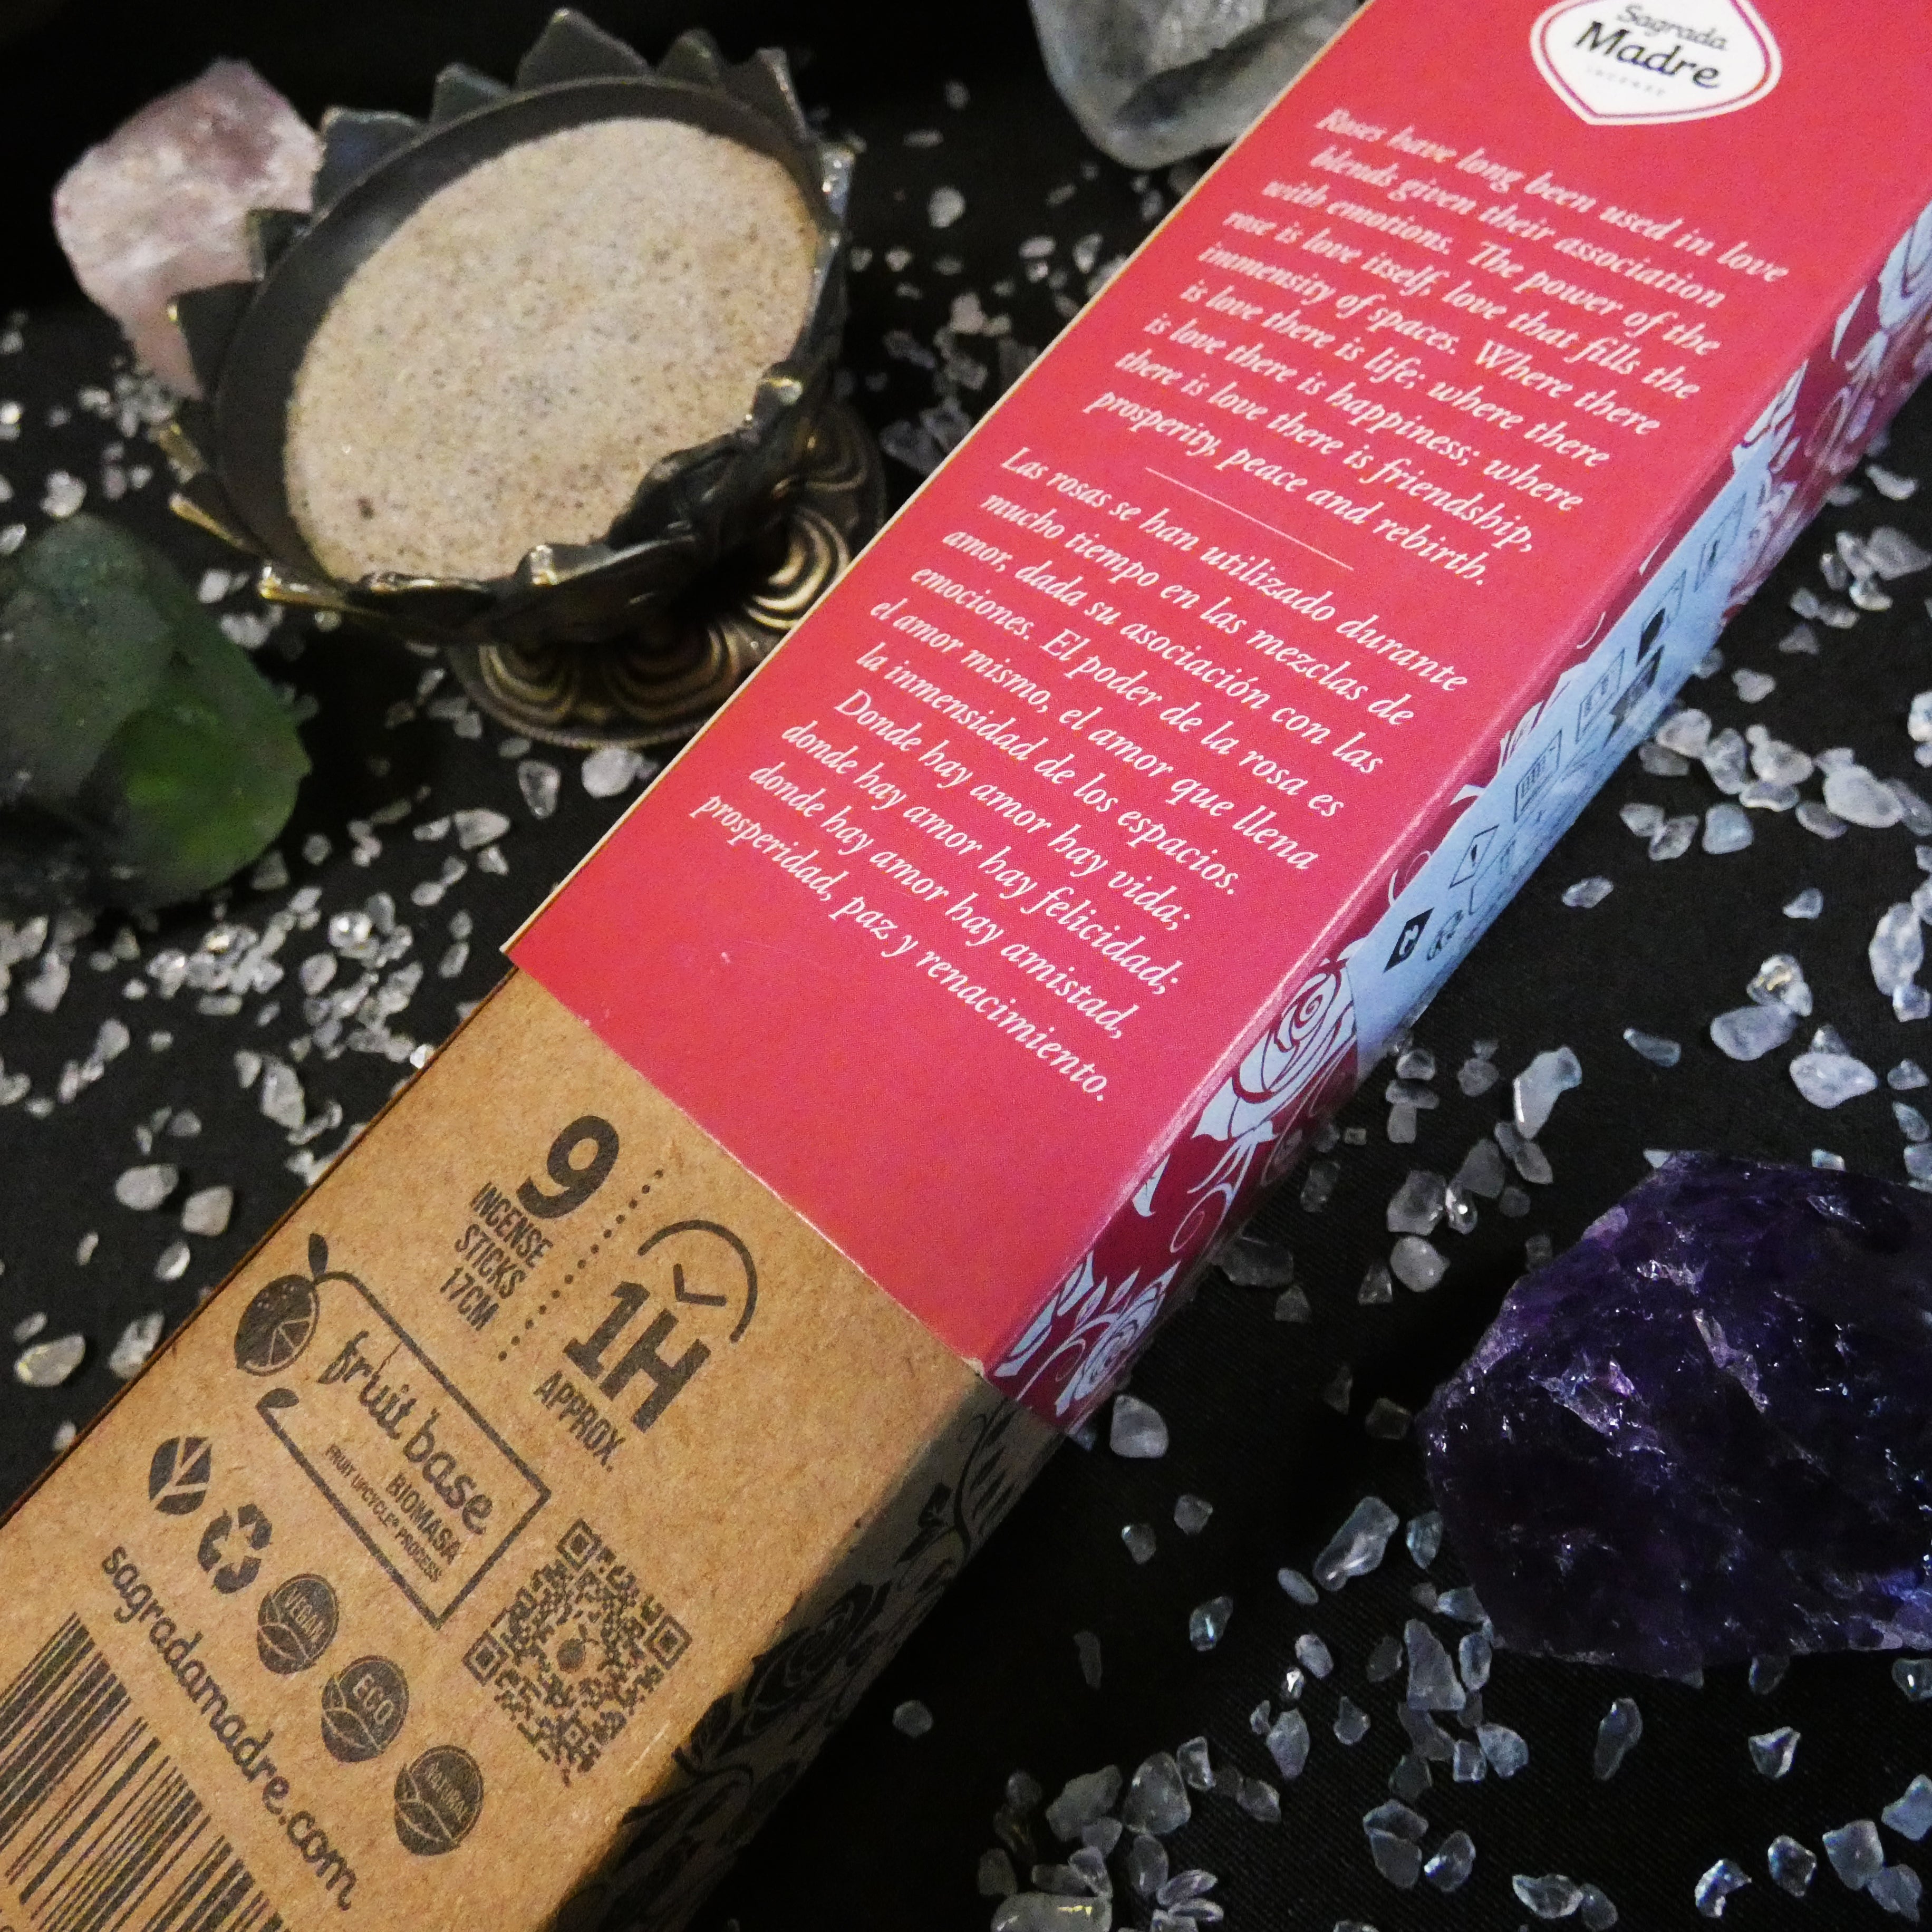 Sagrada
Madre
INCENSE
Roses have long been used in love
blends given their association
with emotions. The power of the
rose is love itself, love that fills the
immensity of spaces. Where there
is love there is life; where there
is love there is happiness; where
there is love there is friendship,
prosperity, peace and rebirth.
Las rosas se han utilizado durante
mucho tiempo en las mezclas de
amor, dada su asociación con las
emociones. El poder de la rosa es
el amor mismo, el amor que llena
la inmensidad de los espacios.
Donde hay amor hay vida;
donde hay amor hay felicidad;
donde hay amor hay amistad,
prosperidad, paz y renacimiento.
9
INCENSE
STICKS
17CM
1H
APPROX.
fruit base
BIOMASA
FRUIT UPCYCLE® PROCESS
VEGAN
ECO
NATURAL
sagradamadre.com